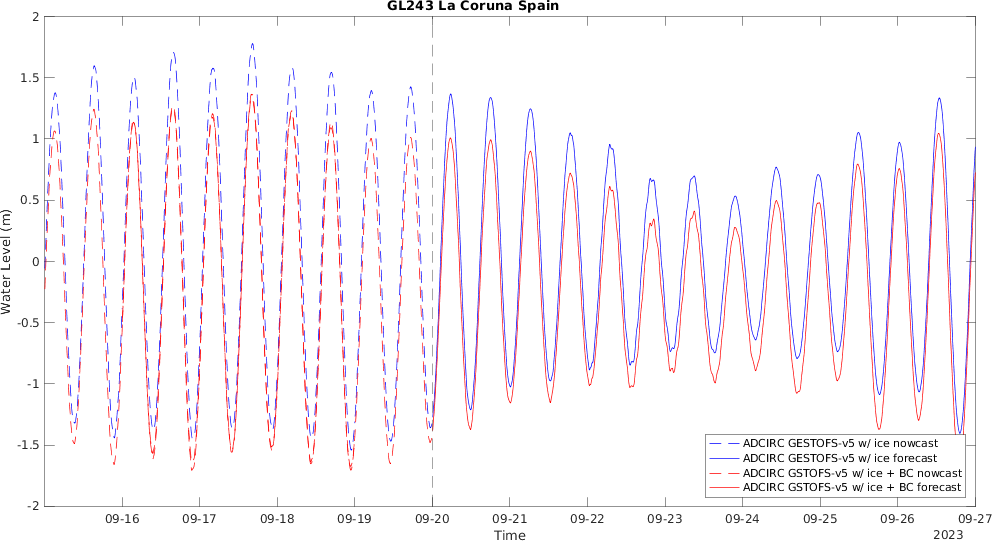 GL243 La Coruna Spain
2
1.5
1
0.5
0
-0.5
-1
-1.5
-2
Water Level (m)
ADCIRC GESTOFS-v5 w/ ice nowcast
ADCIRC GESTOFS-v5 w/ ice forecast
ADCIRC GSTOFS-v5 w/ ice + BC nowcast
ADCIRC GSTOFS-v5 w/ ice + BC forecast
09-16 09-17 09-18 09-19 09-20 09-21 09-22 09-23 09-24 09-25 09-26 09-27
Time
2023